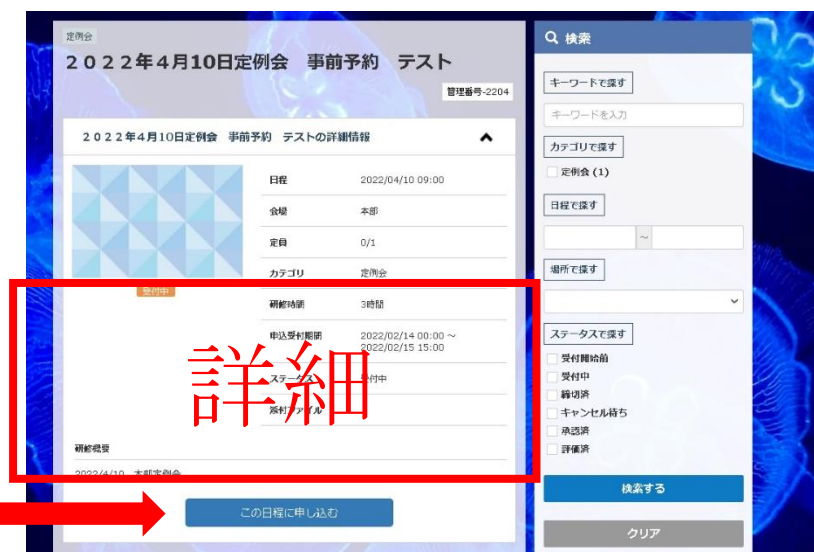 定例会
２０２２年４月10日定例会　事前予約　テスト
管理番号-2204
２０２２年４月10日定例会　事前予約　テストの詳細情報
日程 2022/04/10 09:00
会場 本部
定員 0/1
カテゴリ 定例会
受付中
研修時間 3時間
申込受付期間 2022/02/14 00:00 ～
2022/02/15 15:00
ステータス 受付中
添付ファイル
詳細
研修概要
2022/4/10 本部定例会
この日程に申し込む
検索
キーワードで探す
キーワードを入力
カテゴリで探す
定例会 (1)
日程で探す
～
場所で探す
ステータスで探す
受付開始前
受付中
締切済
キャンセル待ち
承認済
評価済
検索する
クリア